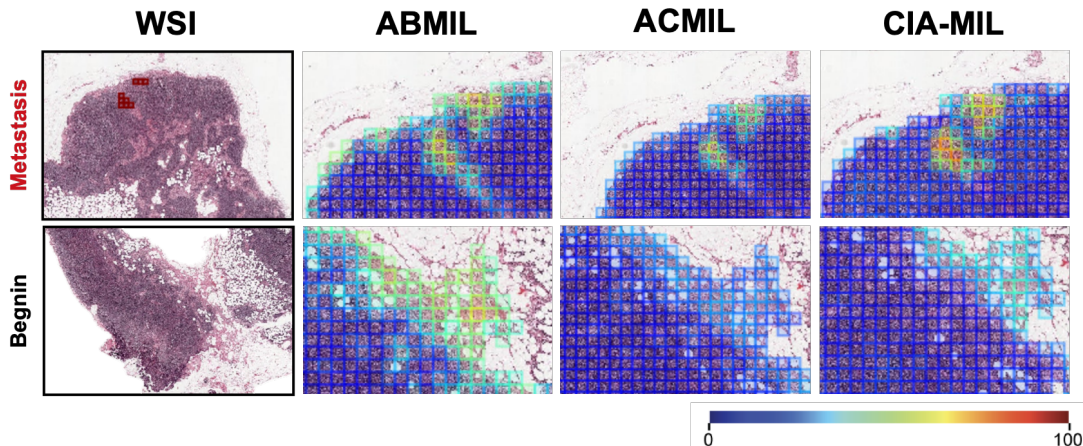 WSI ABMIL ACMIL CIA-MIL
Metastasis
Begnin
0 100